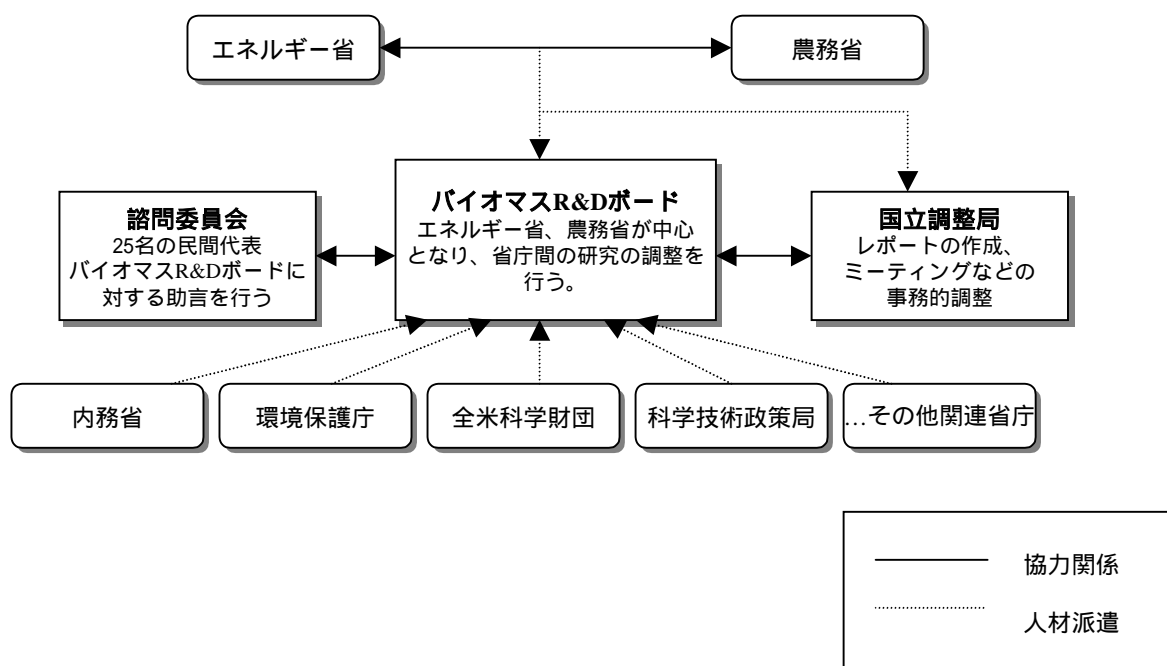 エネルギー省
農務省
諮問委員会
25名の民間代表
バイオマスR&Dボードに
対する助言を行う
バイオマスR&Dボード
エネルギー省、農務省が中心
となり、省庁間の研究の調整を
行う。
国立調整局
レポートの作成、
ミーティングなどの
事務的調整
内務省
環境保護庁
全米科学財団
科学技術政策局
…その他関連省庁
協力関係
人材派遣